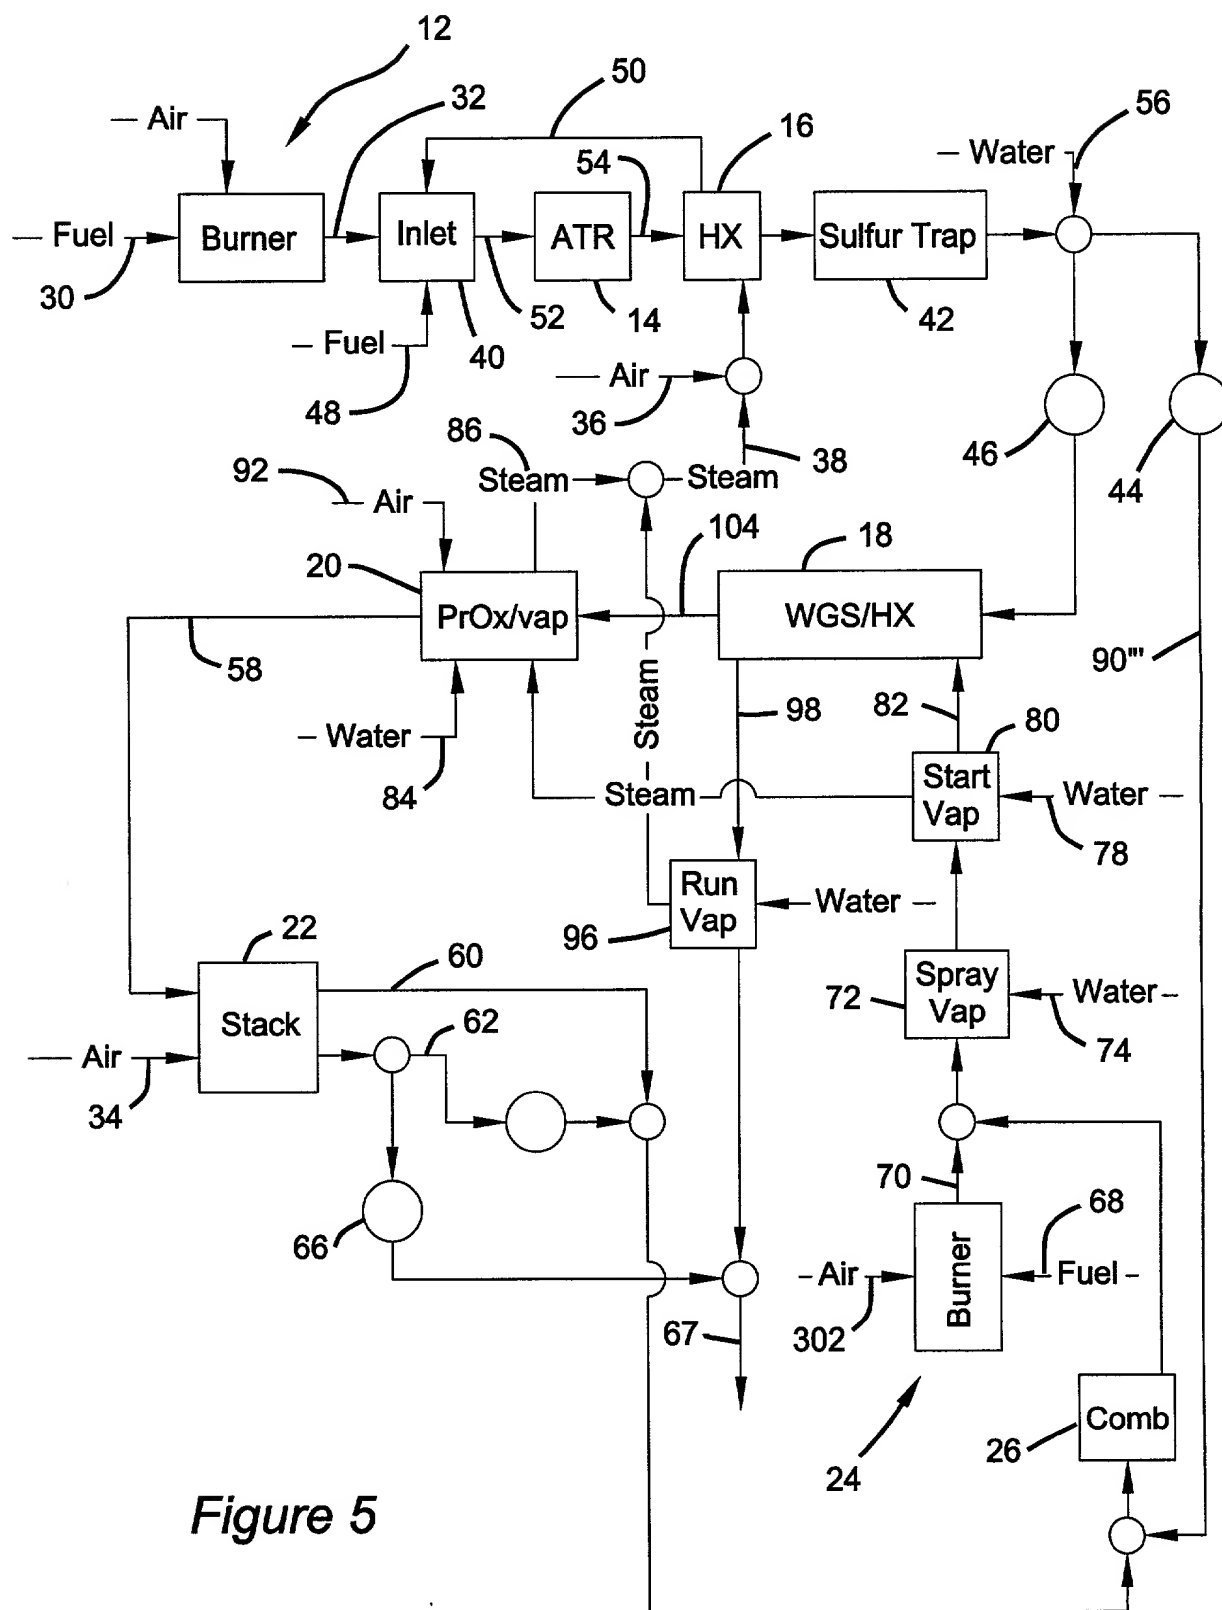 12
50
32
Air
54
16
56
Water
Fuel
Burner
Inlet
ATR
HX
Sulfur Trap
30
52
14
42
Fuel
40
Air
48
36
38
46
44
86
92
Steam
Steam
Air
104
18
20
PrOx/vap
WGS/HX
58
90'''
Steam
98
82
80
Water
84
Steam
Start
Vap
Water
78
Run
Vap
Water
96
22
60
Spray
Vap
72
Water
Stack
62
74
Air
34
70
68
66
Burner
Air
Fuel
302
67
Comb
26
24
Figure 5